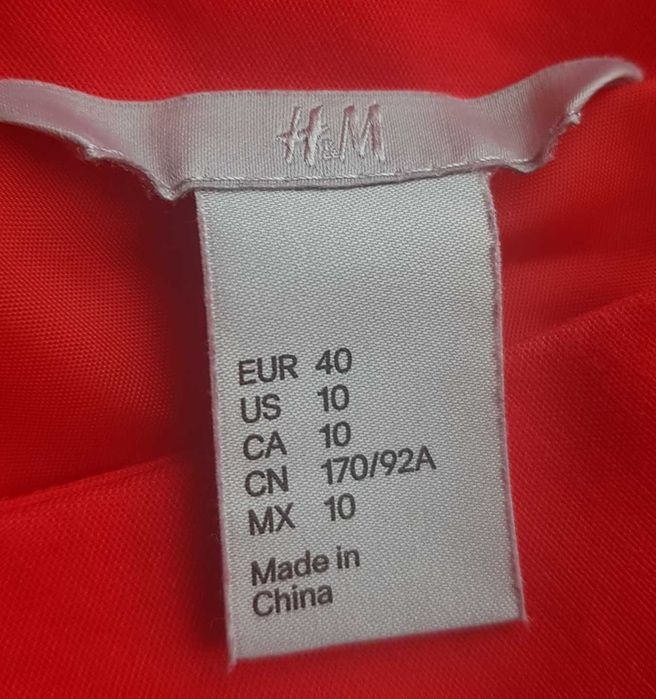 H&M
EUR 40
US 10
CA 10
CN 170/92A
MX 10
Made in
China